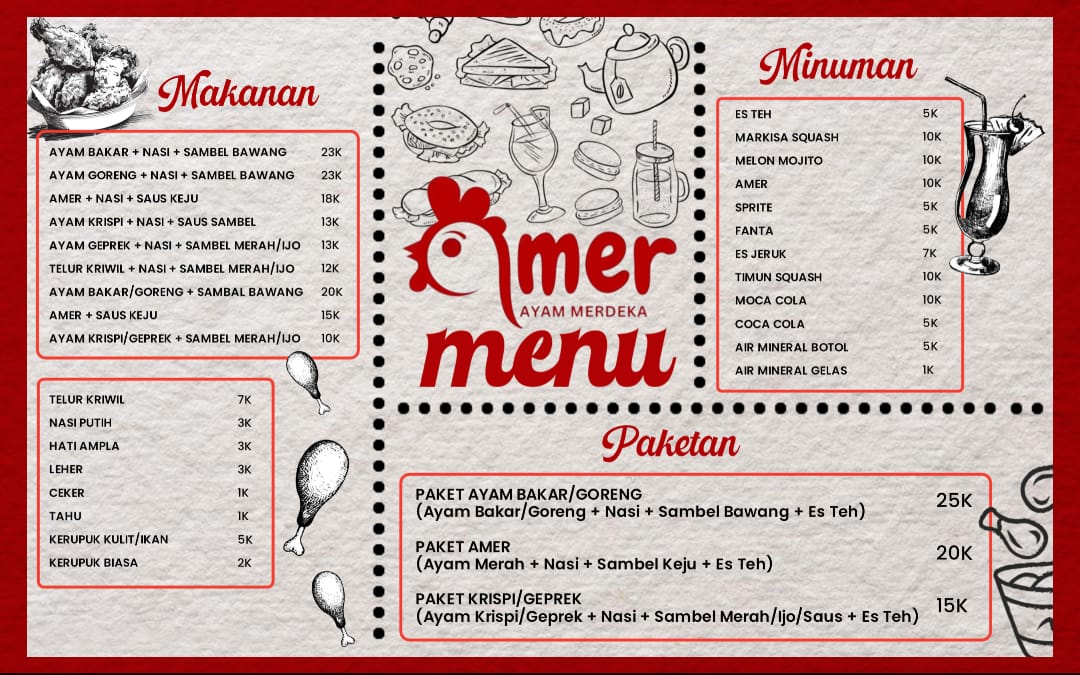 Makanan
AYAM BAKAR + NASI + SAMBEL BAWANG 23K
AYAM GORENG + NASI + SAMBEL BAWANG 23K
AMER + NASI + SAUS KEJU 18K
AYAM KRISPI + NASI + SAUS SAMBEL 13K
AYAM GEPREK + NASI + SAMBEL MERAH/IJO 13K
TELUR KRIWIL + NASI + SAMBEL MERAH/IJO 12K
AYAM BAKAR/GORENG + SAMBAL BAWANG 20K
AMER + SAUS KEJU 15K
AYAM KRISPI/GEPREK + SAMBEL MERAH/IJO 10K
TELUR KRIWIL 7K
NASI PUTIH 3K
HATI AMPLA 3K
LEHER 3K
CEKER 1K
TAHU 1K
KERUPUK KULIT/IKAN 5K
KERUPUK BIASA 2K
amer
AYAM MERDEKA
menu
Minuman
ES TEH 5K
MARKISA SQUASH 10K
MELON MOJITO 10K
AMER 10K
SPRITE 5K
FANTA 5K
ES JERUK 7K
TIMUN SQUASH 10K
MOCA COLA 10K
COCA COLA 5K
AIR MINERAL BOTOL 5K
AIR MINERAL GELAS 1K
Paketan
PAKET AYAM BAKAR/GORENG 25K
(Ayam Bakar/Goreng + Nasi + Sambel Bawang + Es Teh)
PAKET AMER 20K
(Ayam Merah + Nasi + Sambel Keju + Es Teh)
PAKET KRISPI/GEPREK 15K
(Ayam Krispi/Geprek + Nasi + Sambel Merah/Ijo/Saus + Es Teh)